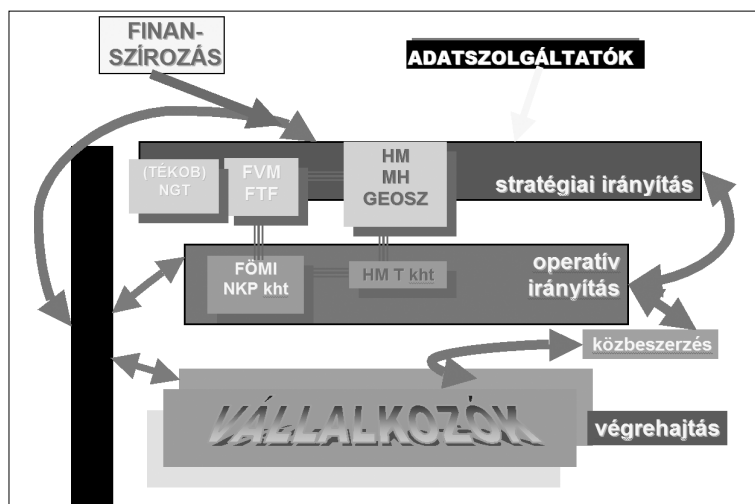 FINAN-
SZÍROZÁS
ADATSZOLGÁLTATÓK
(TÉKOB)
NGT
FVM
FTF
HM
MH
GEOSZ
stratégiai irányítás
FÖMI
NKP kht
HM T kht
operatív
irányítás
közbeszerzés
VÁLLALKOZÓK
végrehajtás